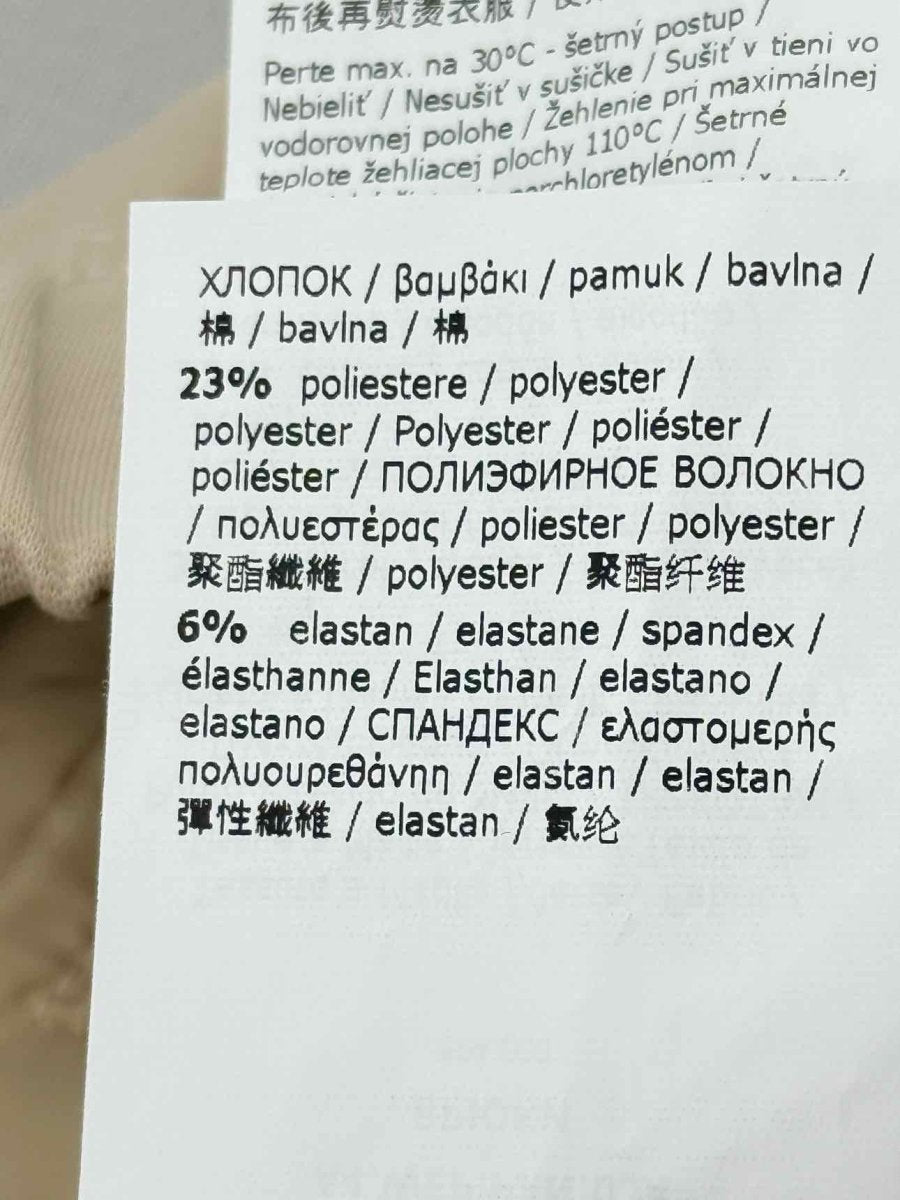 布後再熨燙衣服 /
Perte max. na 30°C - šetrný postup /
Nebieliť / Nesušiť v sušičke / Sušiť v tieni vo
vodorovnej polohe / Žehlenie pri maximálnej
teplote žehliacej plochy 110°C / Šetrné
perchloretylénom /
ХЛОПОК / βαμβάκι / pamuk / bavlna /
棉 / bavlna / 棉
23% poliestere / polyester /
polyester / Polyester / poliéster /
poliéster / ПОЛИЭФИРНОЕ ВОЛОКНО
/ πολυεστέρας / poliester / polyester /
聚酯纖維 / polyester / 聚酯纤维
6% elastan / elastane / spandex /
élasthanne / Elasthan / elastano /
elastano / СПАНДЕКС / ελαστομερής
πολυουρεθάνηη / elastan / elastan /
彈性纖維 / elastan / 氨纶